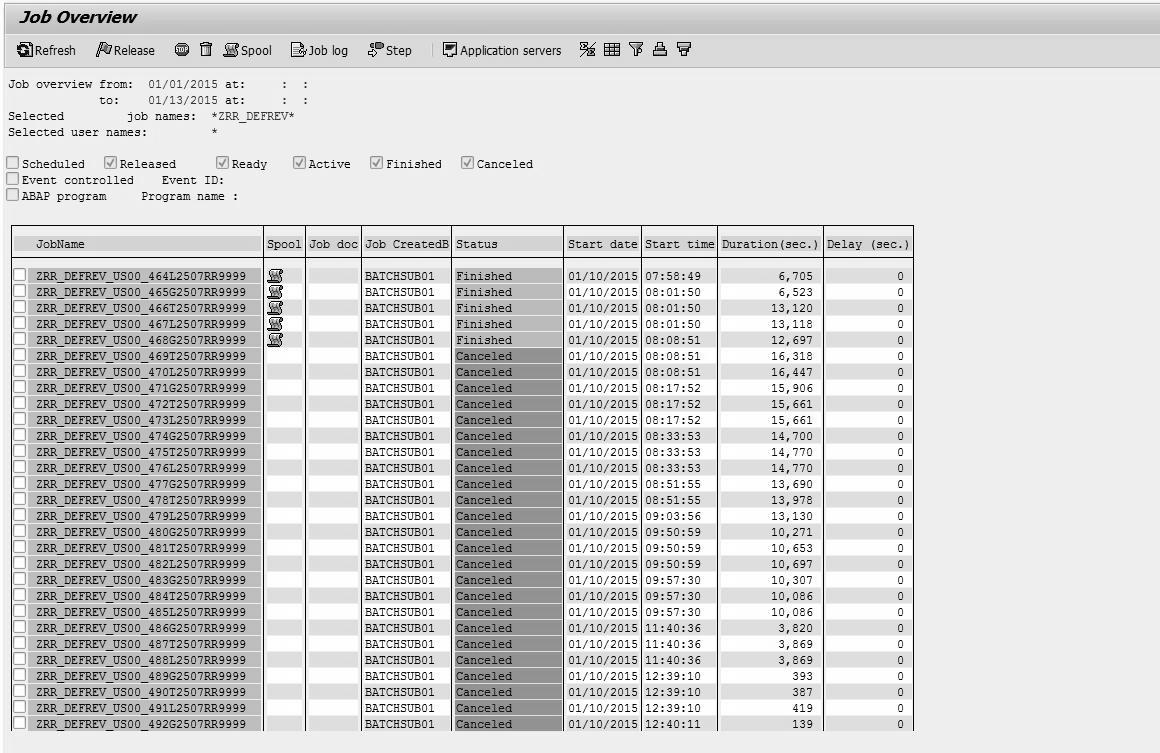 Job Overview
Refresh Release Spool Job log Step Application servers
Job overview from: 01/01/2015 at: : :
to: 01/13/2015 at: : :
Selected job names: *ZRR_DEFREV*
Selected user names: *
Scheduled Released Ready Active Finished Canceled
Event controlled Event ID:
ABAP program Program name :
JobName Spool Job doc Job CreatedB Status Start date Start time Duration(sec.) Delay (sec.)
ZRR_DEFREV_US00_464L2507RR9999 BATCHSUB01 Finished 01/10/2015 07:58:49 6,705 0
ZRR_DEFREV_US00_465G2507RR9999 BATCHSUB01 Finished 01/10/2015 08:01:50 6,523 0
ZRR_DEFREV_US00_466T2507RR9999 BATCHSUB01 Finished 01/10/2015 08:01:50 13,120 0
ZRR_DEFREV_US00_467L2507RR9999 BATCHSUB01 Finished 01/10/2015 08:01:50 13,118 0
ZRR_DEFREV_US00_468G2507RR9999 BATCHSUB01 Finished 01/10/2015 08:08:51 12,697 0
ZRR_DEFREV_US00_469T2507RR9999 BATCHSUB01 Canceled 01/10/2015 08:08:51 16,318 0
ZRR_DEFREV_US00_470L2507RR9999 BATCHSUB01 Canceled 01/10/2015 08:08:51 16,447 0
ZRR_DEFREV_US00_471G2507RR9999 BATCHSUB01 Canceled 01/10/2015 08:17:52 15,906 0
ZRR_DEFREV_US00_472T2507RR9999 BATCHSUB01 Canceled 01/10/2015 08:17:52 15,661 0
ZRR_DEFREV_US00_473L2507RR9999 BATCHSUB01 Canceled 01/10/2015 08:17:52 15,661 0
ZRR_DEFREV_US00_474G2507RR9999 BATCHSUB01 Canceled 01/10/2015 08:33:53 14,700 0
ZRR_DEFREV_US00_475T2507RR9999 BATCHSUB01 Canceled 01/10/2015 08:33:53 14,770 0
ZRR_DEFREV_US00_476L2507RR9999 BATCHSUB01 Canceled 01/10/2015 08:33:53 14,770 0
ZRR_DEFREV_US00_477G2507RR9999 BATCHSUB01 Canceled 01/10/2015 08:51:55 13,690 0
ZRR_DEFREV_US00_478T2507RR9999 BATCHSUB01 Canceled 01/10/2015 08:51:55 13,978 0
ZRR_DEFREV_US00_479L2507RR9999 BATCHSUB01 Canceled 01/10/2015 09:03:56 13,130 0
ZRR_DEFREV_US00_480G2507RR9999 BATCHSUB01 Canceled 01/10/2015 09:50:59 10,271 0
ZRR_DEFREV_US00_481T2507RR9999 BATCHSUB01 Canceled 01/10/2015 09:50:59 10,653 0
ZRR_DEFREV_US00_482L2507RR9999 BATCHSUB01 Canceled 01/10/2015 09:50:59 10,697 0
ZRR_DEFREV_US00_483G2507RR9999 BATCHSUB01 Canceled 01/10/2015 09:57:30 10,307 0
ZRR_DEFREV_US00_484T2507RR9999 BATCHSUB01 Canceled 01/10/2015 09:57:30 10,086 0
ZRR_DEFREV_US00_485L2507RR9999 BATCHSUB01 Canceled 01/10/2015 09:57:30 10,086 0
ZRR_DEFREV_US00_486G2507RR9999 BATCHSUB01 Canceled 01/10/2015 11:40:36 3,820 0
ZRR_DEFREV_US00_487T2507RR9999 BATCHSUB01 Canceled 01/10/2015 11:40:36 3,869 0
ZRR_DEFREV_US00_488L2507RR9999 BATCHSUB01 Canceled 01/10/2015 11:40:36 3,869 0
ZRR_DEFREV_US00_489G2507RR9999 BATCHSUB01 Canceled 01/10/2015 12:39:10 393 0
ZRR_DEFREV_US00_490T2507RR9999 BATCHSUB01 Canceled 01/10/2015 12:39:10 387 0
ZRR_DEFREV_US00_491L2507RR9999 BATCHSUB01 Canceled 01/10/2015 12:39:10 419 0
ZRR_DEFREV_US00_492G2507RR9999 BATCHSUB01 Canceled 01/10/2015 12:40:11 139 0